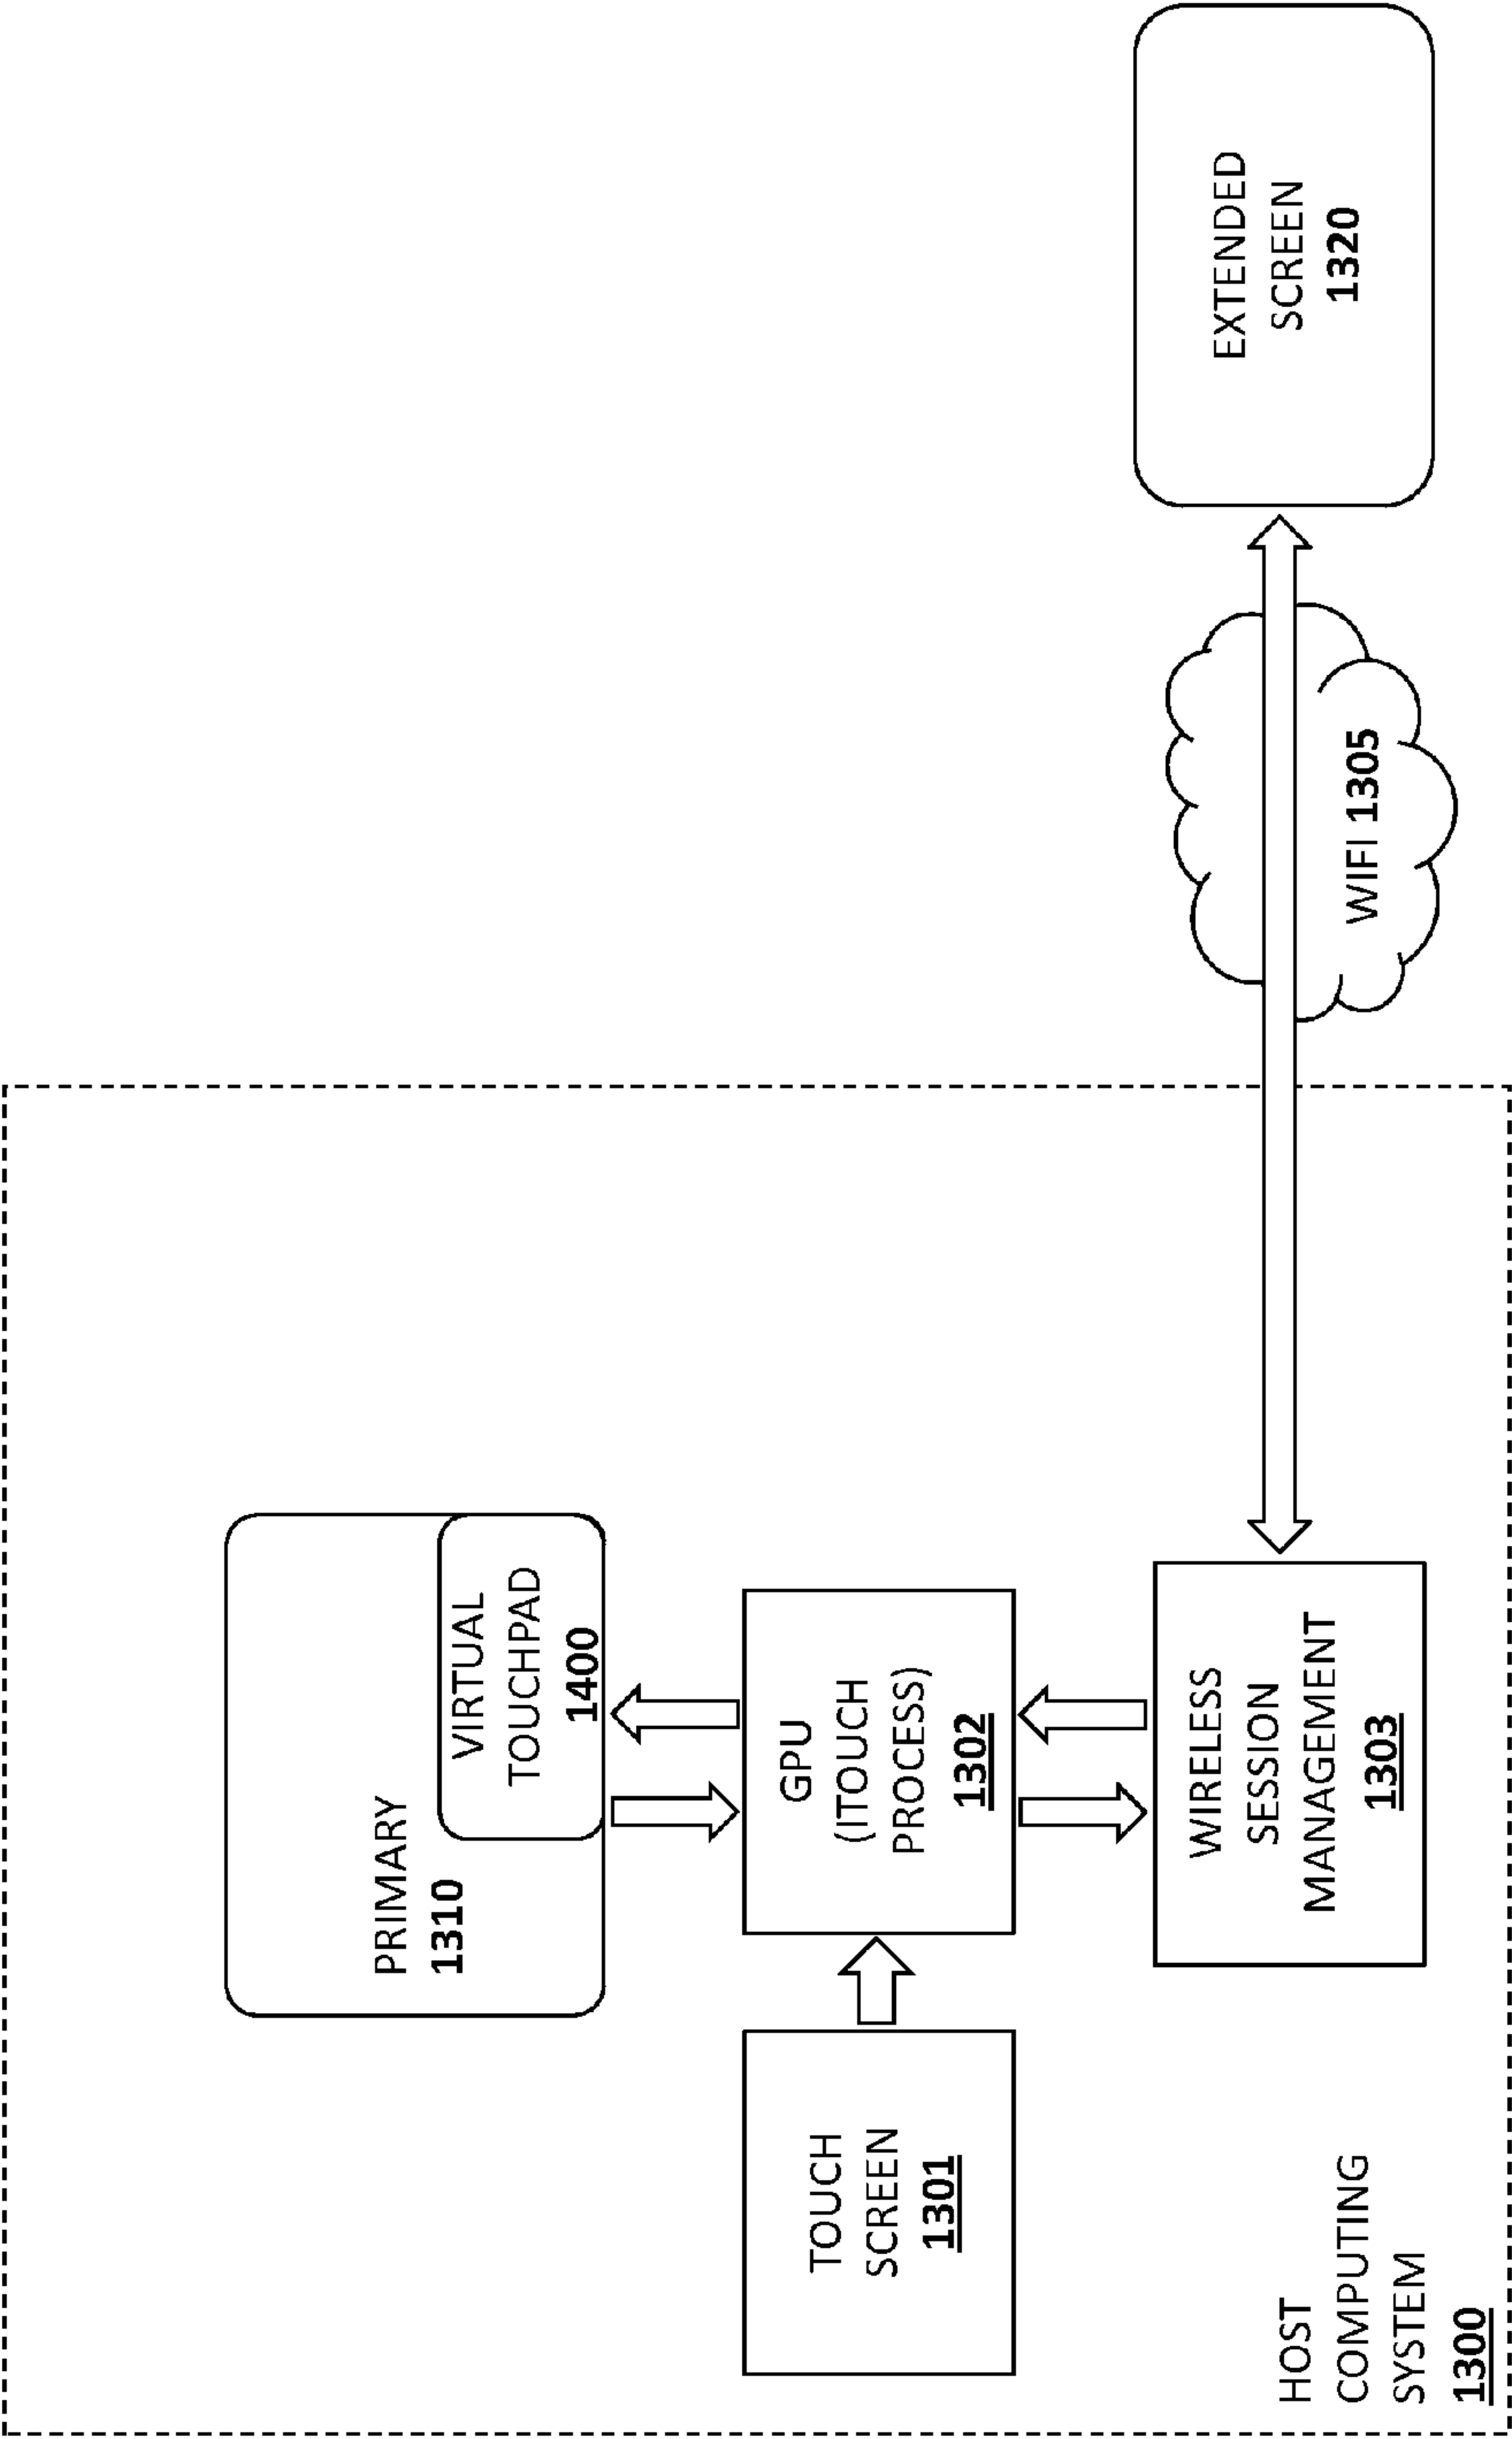 PRIMARY
1310
VIRTUAL
TOUCHPAD
1400
TOUCH
SCREEN
1301
GPU
(ITOUCH
PROCESS)
1302
WIRELESS
SESSION
MANAGEMENT
1303
HOST
COMPUTING
SYSTEM
1300
WIFI 1305
EXTENDED
SCREEN
1320